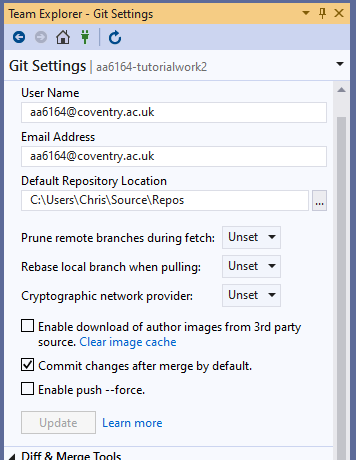 Team Explorer - Git Settings
Git Settings | aa6164-tutorialwork2
User Name
aa6164@coventry.ac.uk
Email Address
aa6164@coventry.ac.uk
Default Repository Location
C:\Users\Chris\Source\Repos
...
Prune remote branches during fetch: Unset
Rebase local branch when pulling: Unset
Cryptographic network provider: Unset
Enable download of author images from 3rd party
source. Clear image cache
Commit changes after merge by default.
Enable push --force.
Update Learn more
Diff & Merge Tools